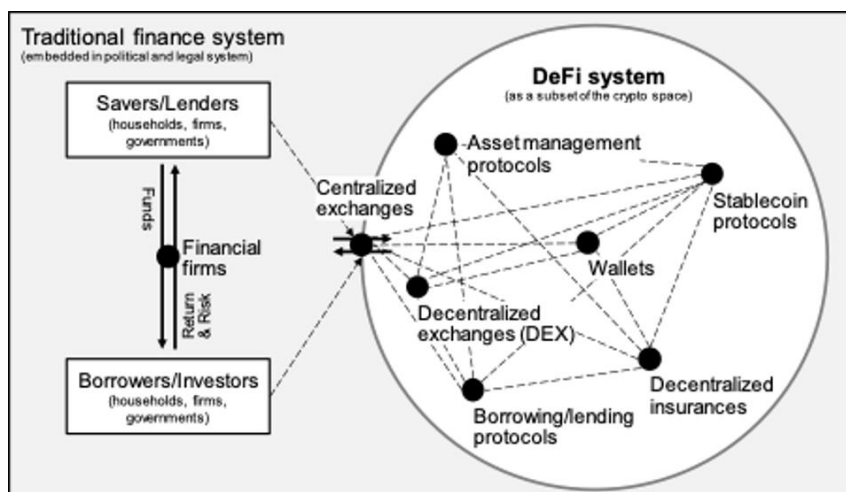 Traditional finance system
(embedded in political and legal system)
Savers/Lenders
(households, firms,
governments)
Funds
Financial
firms
Return
& Risk
Borrowers/Investors
(households, firms,
governments)
Centralized
exchanges
DeFi system
(as a subset of the crypto space)
Asset management
protocols
Stablecoin
protocols
Wallets
Decentralized
exchanges (DEX)
Decentralized
insurances
Borrowing/lending
protocols